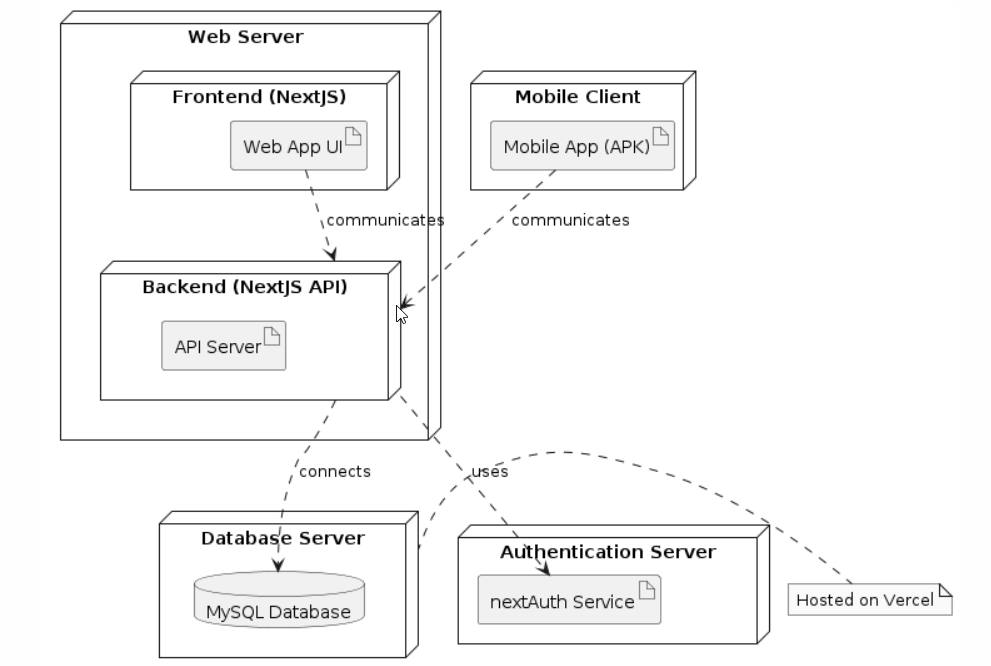 Web Server
Frontend (NextJS)
Mobile Client
Web App UI
Mobile App (APK)
communicates
communicates
Backend (NextJS API)
API Server
connects
uses
Database Server
Authentication Server
MySQL Database
nextAuth Service
Hosted on Vercel